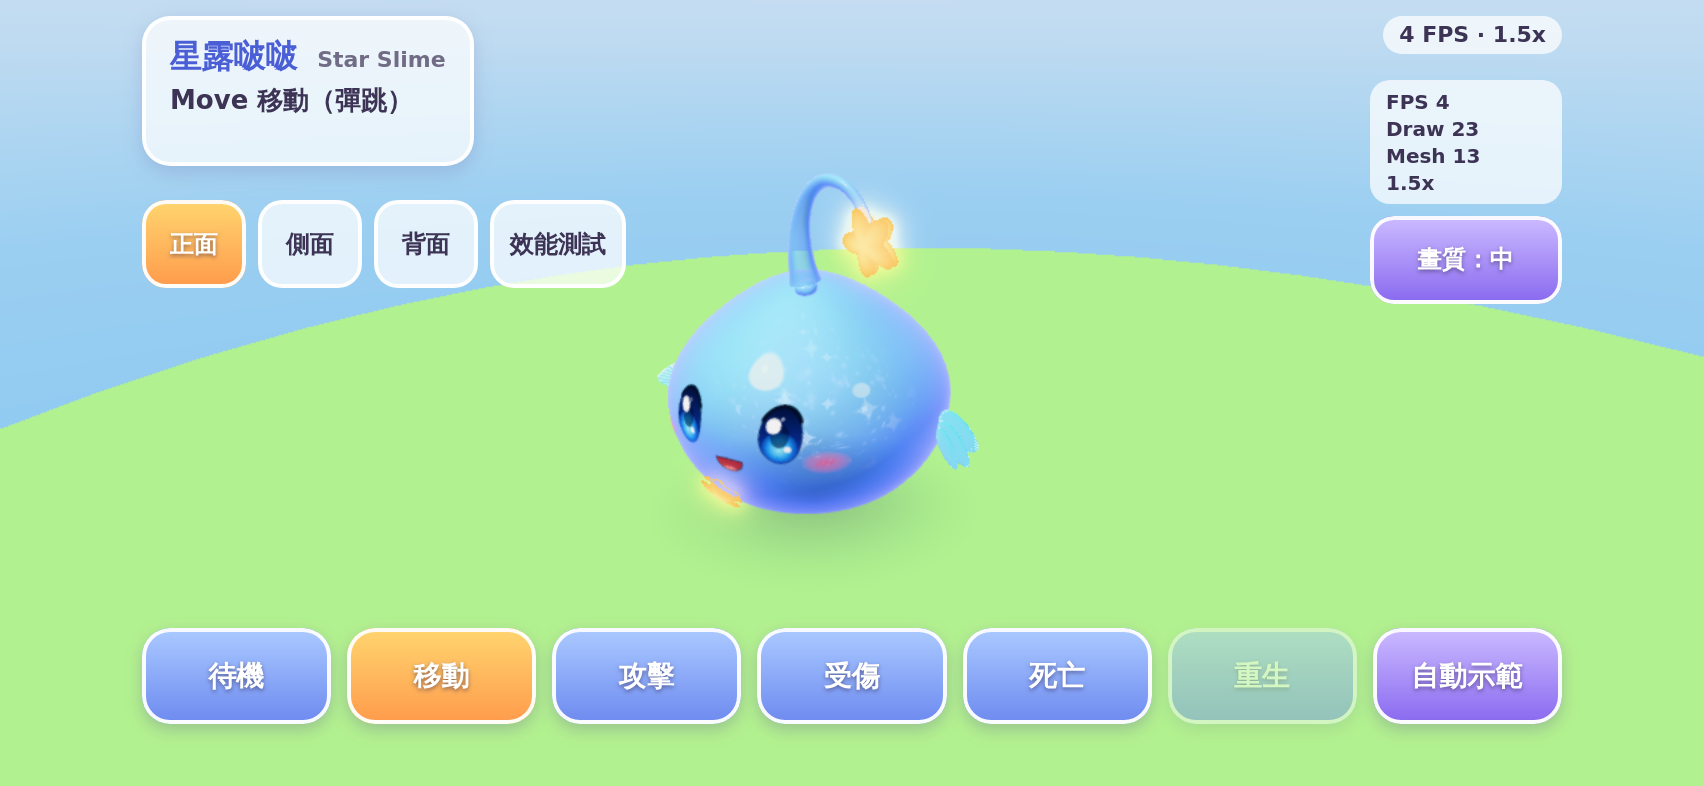 星露啵啵 Star Slime
Move 移動（彈跳）
4 FPS · 1.5x
FPS 4
Draw 23
Mesh 13
1.5x
正面
側面
背面
效能測試
畫質：中
待機
移動
攻擊
受傷
死亡
重生
自動示範